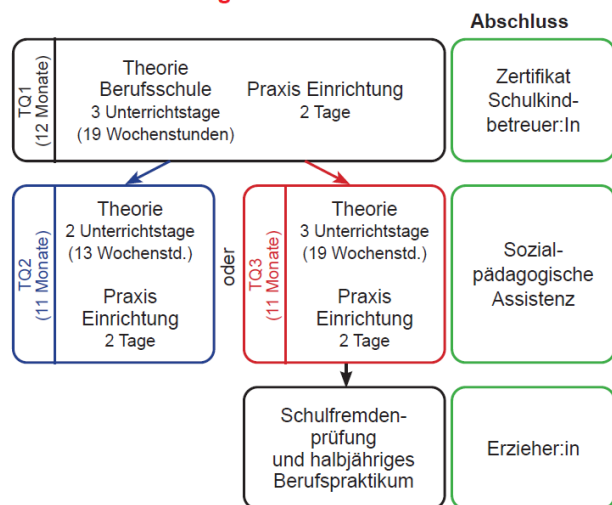 Abschluss
TQ1
(12 Monate)
Theorie
Berufsschule
3 Unterrichtstage
(19 Wochenstunden)
Praxis Einrichtung
2 Tage
Zertifikat
Schulkind-
betreuer:In
TQ2
(11 Monate)
Theorie
2 Unterrichtstage
(13 Wochenstd.)
Praxis
Einrichtung
2 Tage
oder
TQ3
(11 Monate)
Theorie
3 Unterrichtstage
(19 Wochenstd.)
Praxis
Einrichtung
2 Tage
Sozial-
pädagogische
Assistenz
Schulfremden-
prüfung
und halbjähriges
Berufspraktikum
Erzieher:in